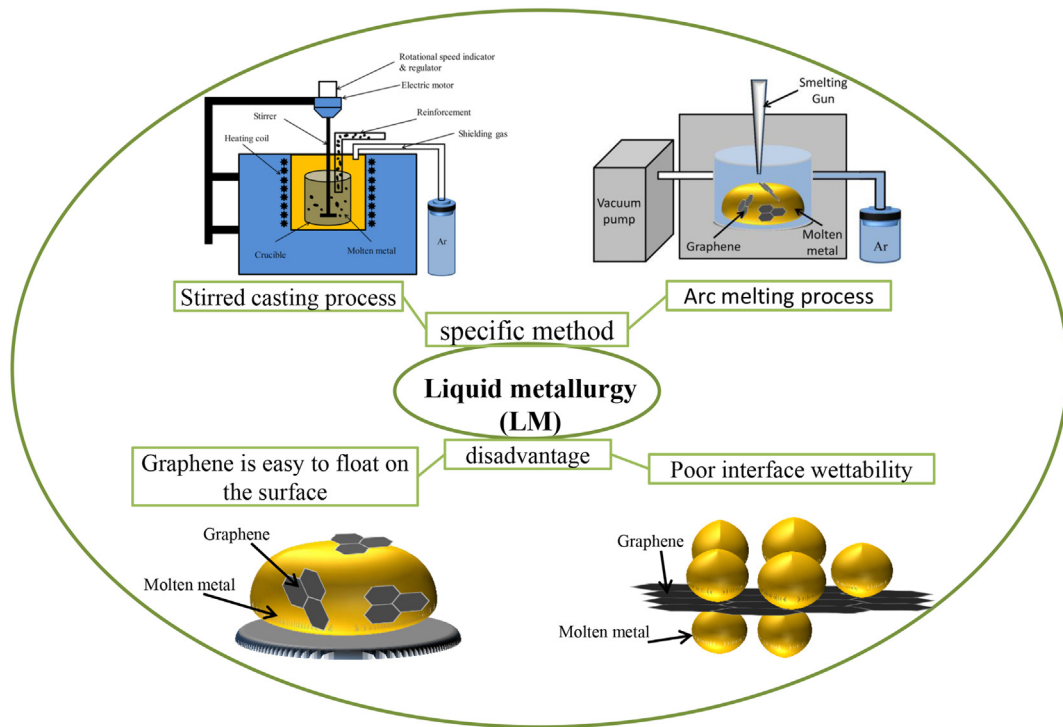 Rotational speed indicator
& regulator
Electric motor
Reinforcement
Stirrer
Shielding gas
Heating coil
Ar
Crucible
Molten metal
Smelting
Gun
Vacuum
pump
Graphene
Molten
metal
Ar
Stirred casting process
Arc melting process
specific method
Liquid metallurgy
(LM)
disadvantage
Graphene is easy to float on
the surface
Poor interface wettability
Graphene
Molten metal
Graphene
Molten metal